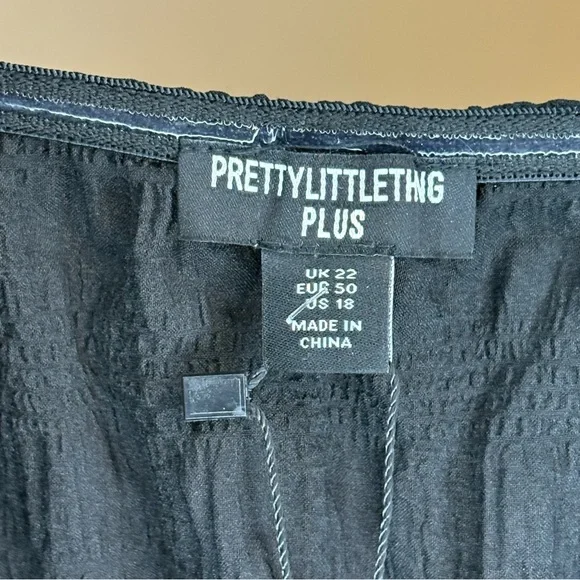 PRETTYLITTLETHNG
PLUS
UK 22
EUR 50
US 18
MADE IN
CHINA